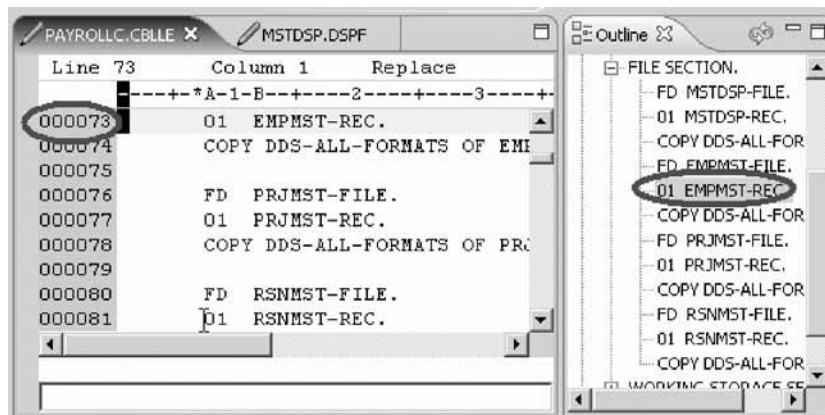 PAYROLLC.CBLLE
MSTDSP.DSPF
Line 73 Column 1 Replace
----+-*A-1-B---+----2----+----3----+-
000073 01 EMPMST-REC.
000074 COPY DDS-ALL-FORMATS OF EMP
000075
000076 FD PRJMST-FILE.
000077 01 PRJMST-REC.
000078 COPY DDS-ALL-FORMATS OF PRJ
000079
000080 FD RSNMST-FILE.
000081 01 RSNMST-REC.
Outline
FILE SECTION.
FD MSTDSP-FILE.
01 MSTDSP-REC.
COPY DDS-ALL-FOR
FD EMPMST-FILE.
01 EMPMST-REC
COPY DDS-ALL-FOR
FD PRJMST-FILE.
01 PRJMST-REC.
COPY DDS-ALL-FOR
FD RSNMST-FILE.
01 RSNMST-REC.
COPY DDS-ALL-FOR
WORKING-STORAGE SE